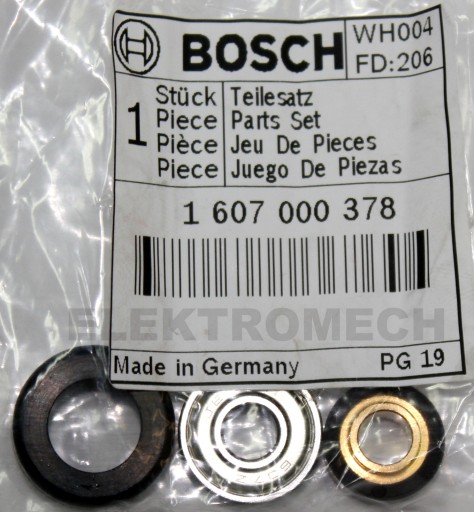 BOSCH
WH004
FD:206
1
Stück Teilesatz
Piece Parts Set
Pièce Jeu De Pieces
Piece Juego De Piezas
1 607 000 378
ELEKTROMECH
Made in Germany PG 19